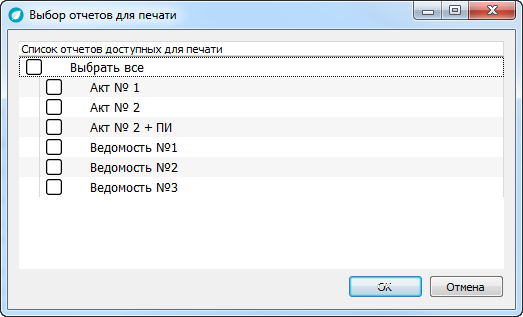 Выбор отчетов для печати
Список отчетов доступных для печати
Выбрать все
Акт № 1
Акт № 2
Акт № 2 + ПИ
Ведомость №1
Ведомость №2
Ведомость №3
OK Отмена